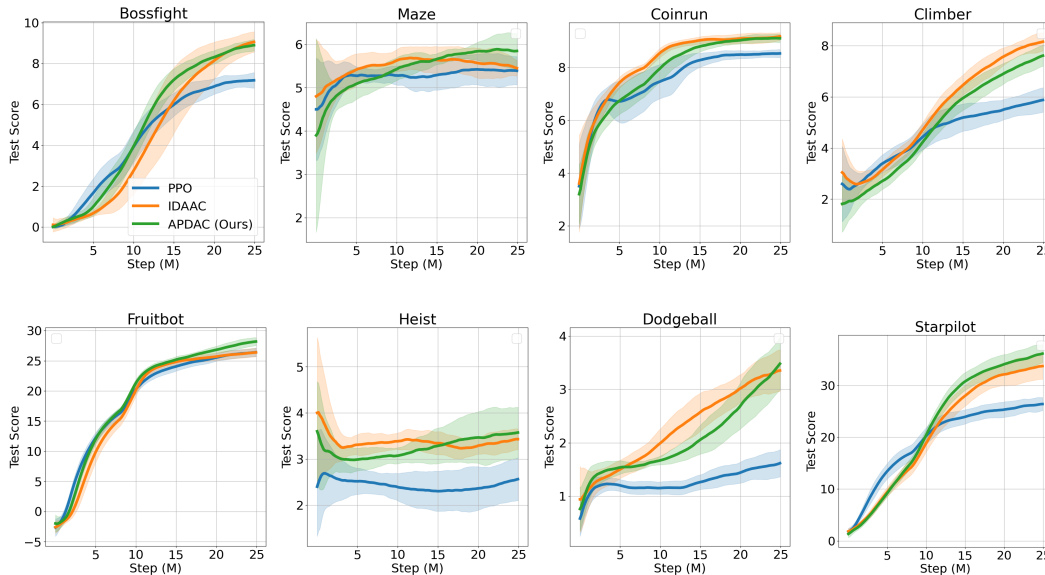 Bossfight
Maze
Coinrun
Climber
Test Score
10
8
6
4
2
0
PPO
IDAAC
APDAC (Ours)
5 10 15 20 25
Step (M)
Test Score
6
5
4
3
2
5 10 15 20 25
Step (M)
Test Score
8
6
4
2
5 10 15 20 25
Step (M)
Test Score
8
6
4
2
5 10 15 20 25
Step (M)
Fruitbot
Heist
Dodgeball
Starpilot
Test Score
30
25
20
15
10
5
0
−5
5 10 15 20 25
Step (M)
Test Score
5
4
3
2
5 10 15 20 25
Step (M)
Test Score
4
3
2
1
5 10 15 20 25
Step (M)
Test Score
30
20
10
0
5 10 15 20 25
Step (M)